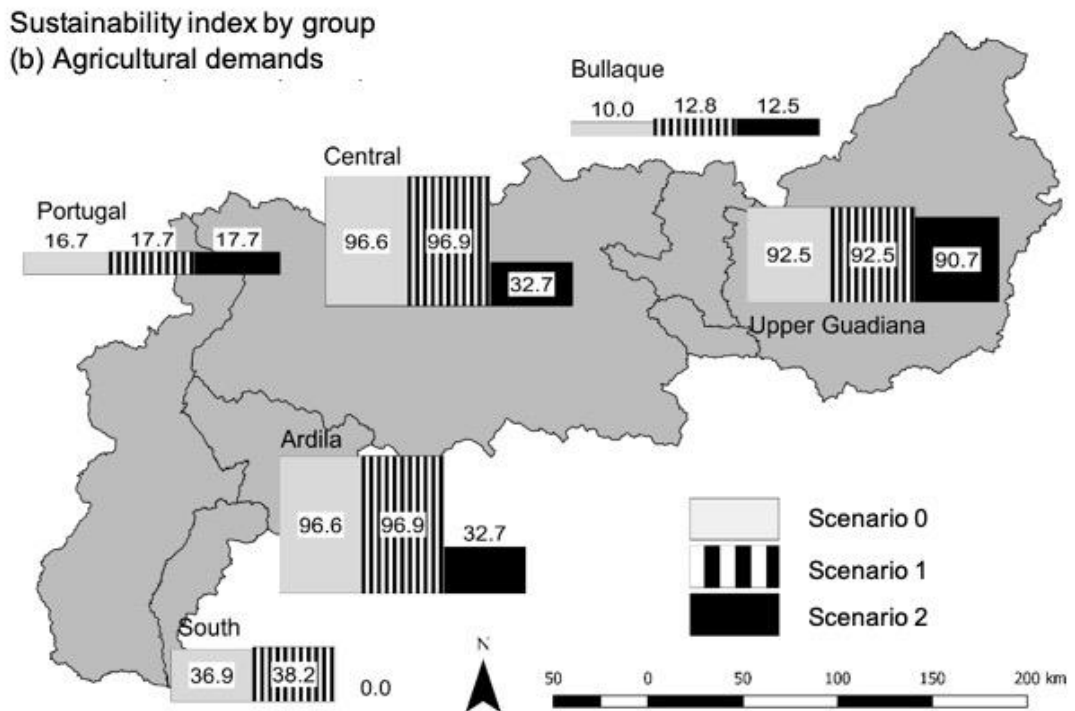 Sustainability index by group
(b) Agricultural demands
Bullaque
10.0 12.8 12.5
Central
96.6 96.9 32.7
Portugal
16.7 17.7 17.7
92.5 92.5 90.7
Upper Guadiana
Ardila
96.6 96.9 32.7
Scenario 0
Scenario 1
Scenario 2
South
36.9 38.2 0.0
N
50 0 50 100 150 200 km